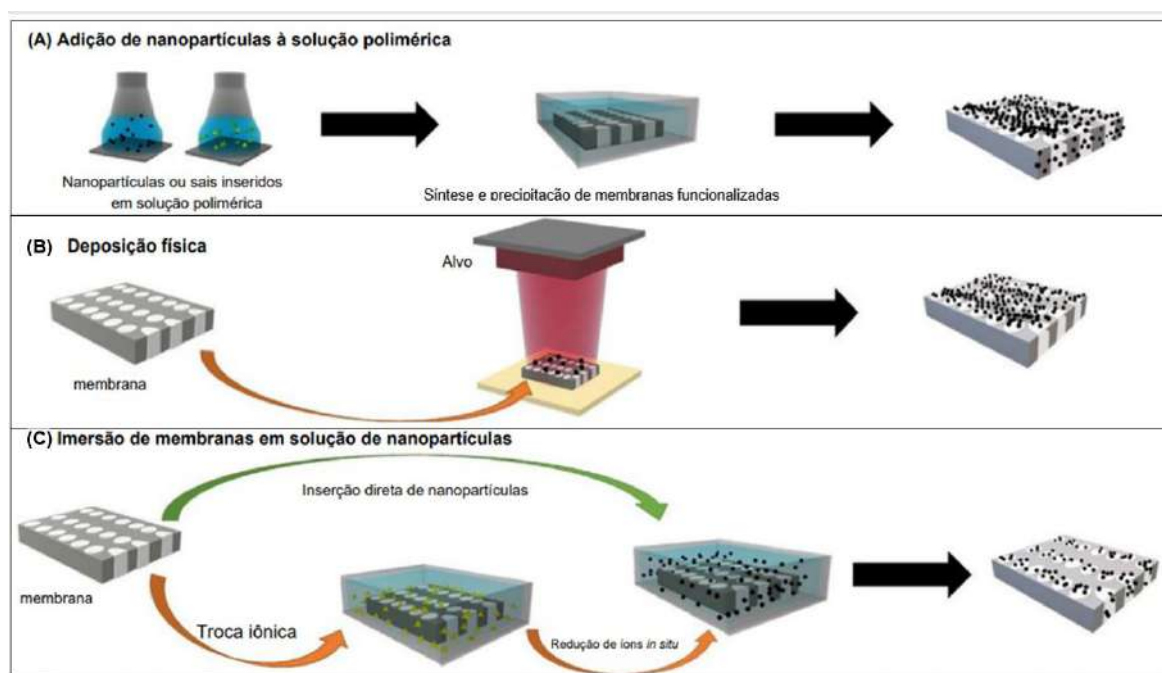 (A) Adição de nanopartículas à solução polimérica
Nanopartículas ou sais inseridos
em solução polimérica
Síntese e precipitação de membranas funcionalizadas
(B) Deposição física
Alvo
membrana
(C) Imersão de membranas em solução de nanopartículas
Inserção direta de nanopartículas
membrana
Troca iônica
Redução de íons in situ